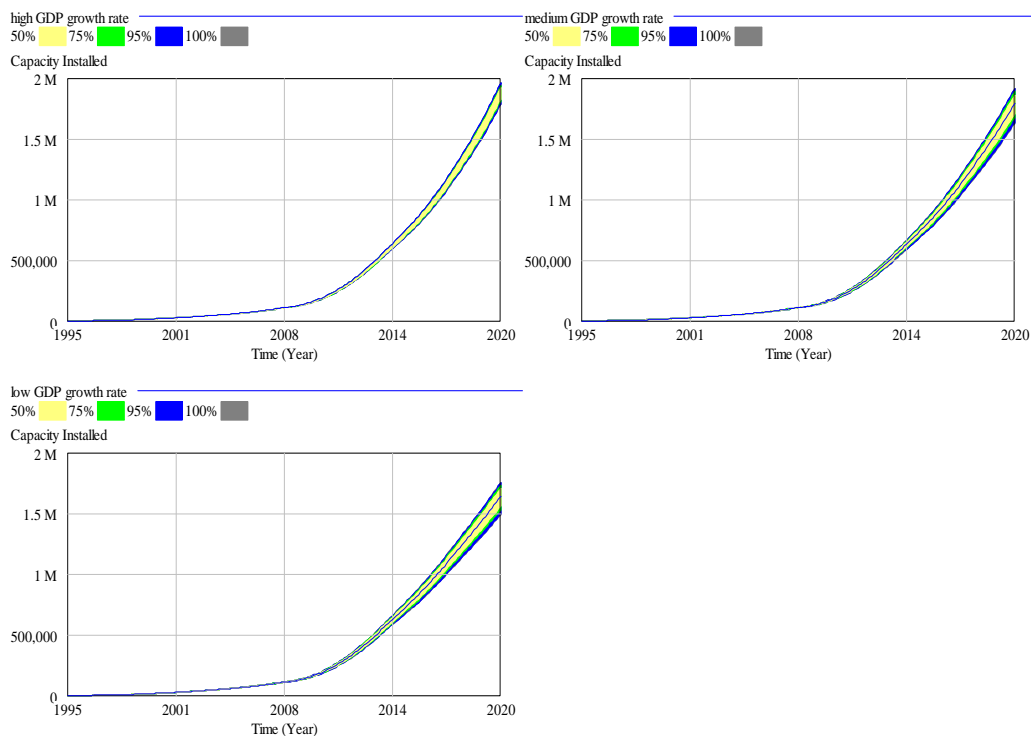 high GDP growth rate
50% 75% 95% 100%
Capacity Installed
2 M
1.5 M
1 M
500,000
0
1995 2001 2008 2014 2020
Time (Year)
medium GDP growth rate
50% 75% 95% 100%
Capacity Installed
2 M
1.5 M
1 M
500,000
0
1995 2001 2008 2014 2020
Time (Year)
low GDP growth rate
50% 75% 95% 100%
Capacity Installed
2 M
1.5 M
1 M
500,000
0
1995 2001 2008 2014 2020
Time (Year)